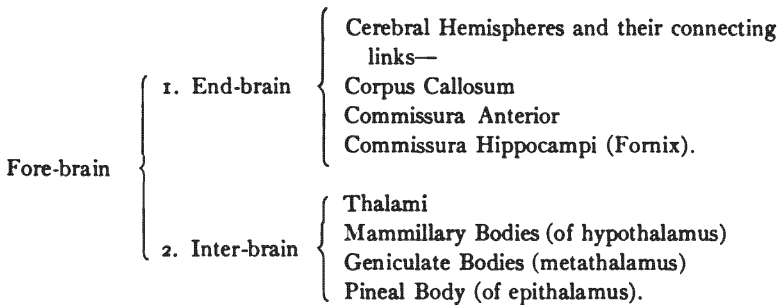 Cerebral Hemispheres and their connecting
links—
1. End-brain
Corpus Callosum
Commissura Anterior
Commissura Hippocampi (Fornix).
Fore-brain
Thalami
2. Inter-brain
Mammillary Bodies (of hypothalamus)
Geniculate Bodies (metathalamus)
Pineal Body (of epithalamus).